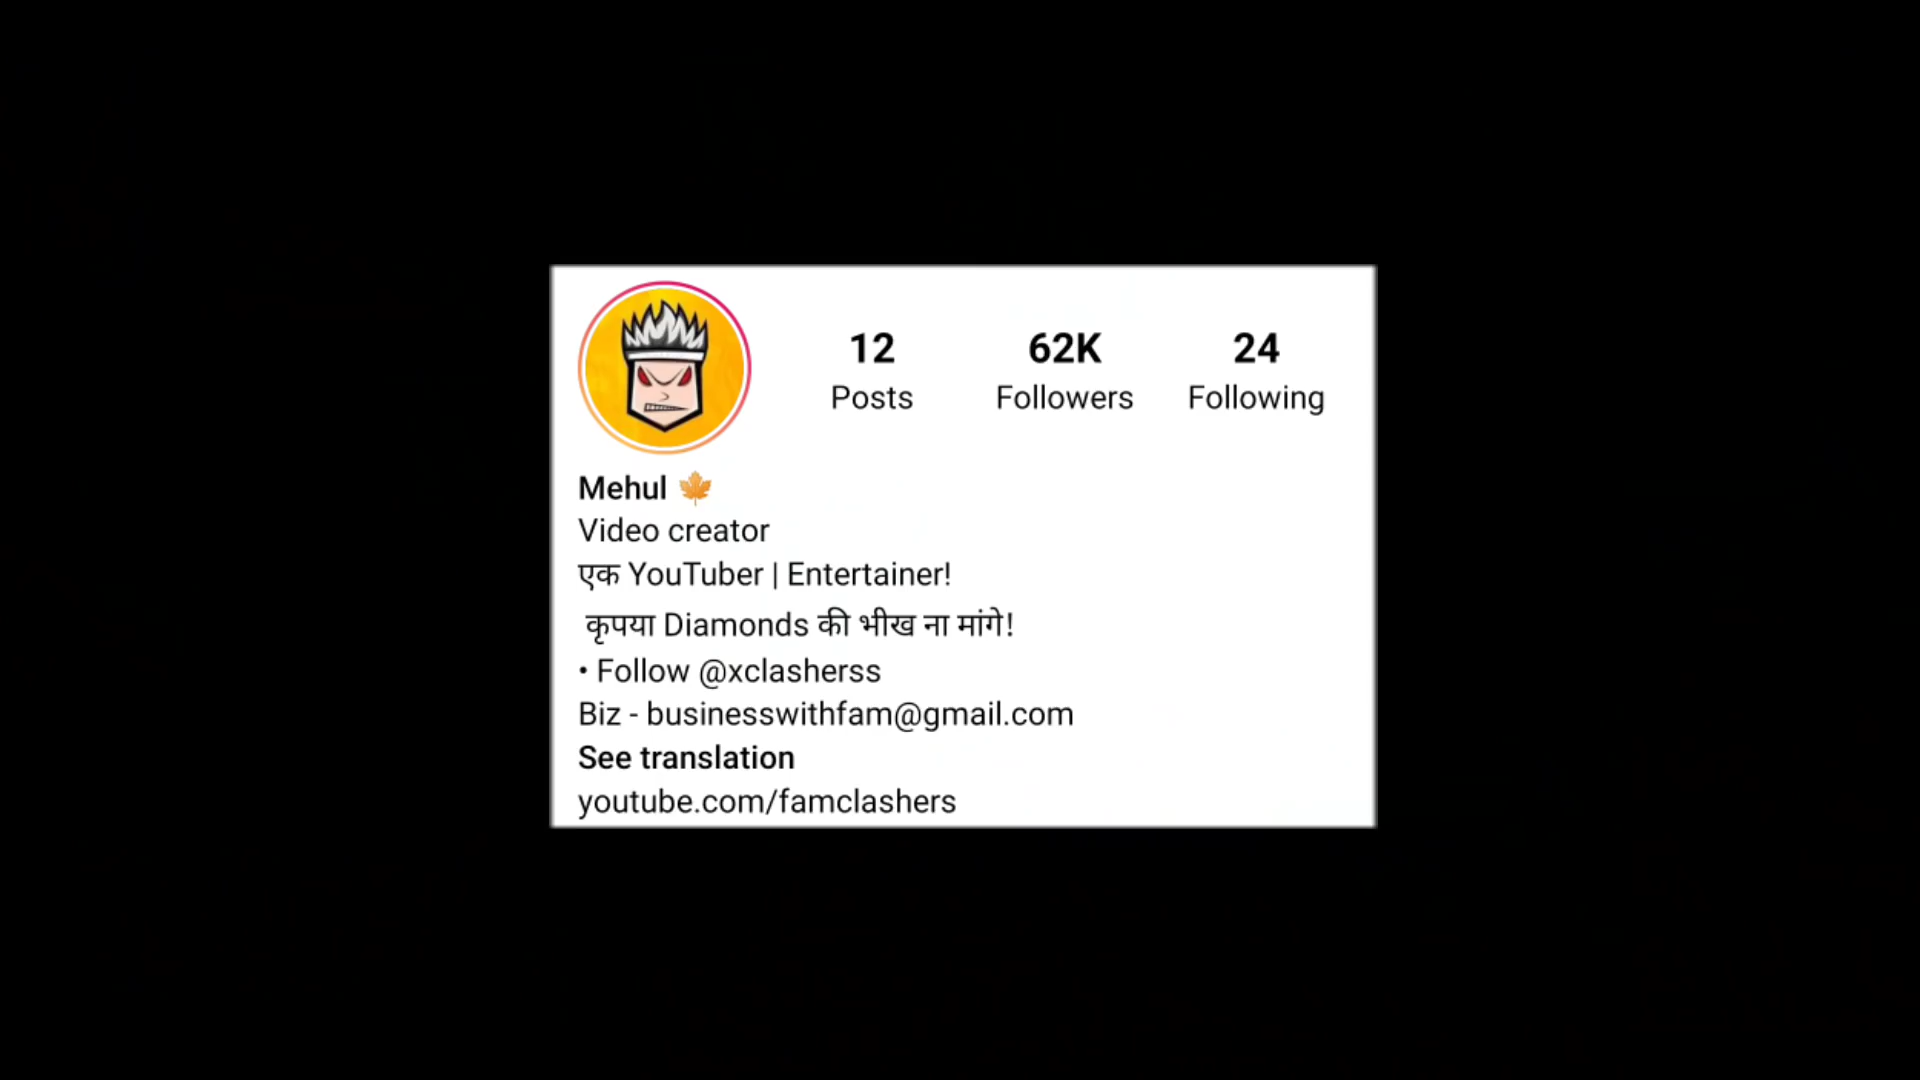 12 62K 24
Posts Followers Following
Mehul 🍁
Video creator
एक YouTuber | Entertainer!
कृपया Diamonds की भीख ना मांगे!
• Follow @xclasherss
Biz - businesswithfam@gmail.com
See translation
youtube.com/famclashers